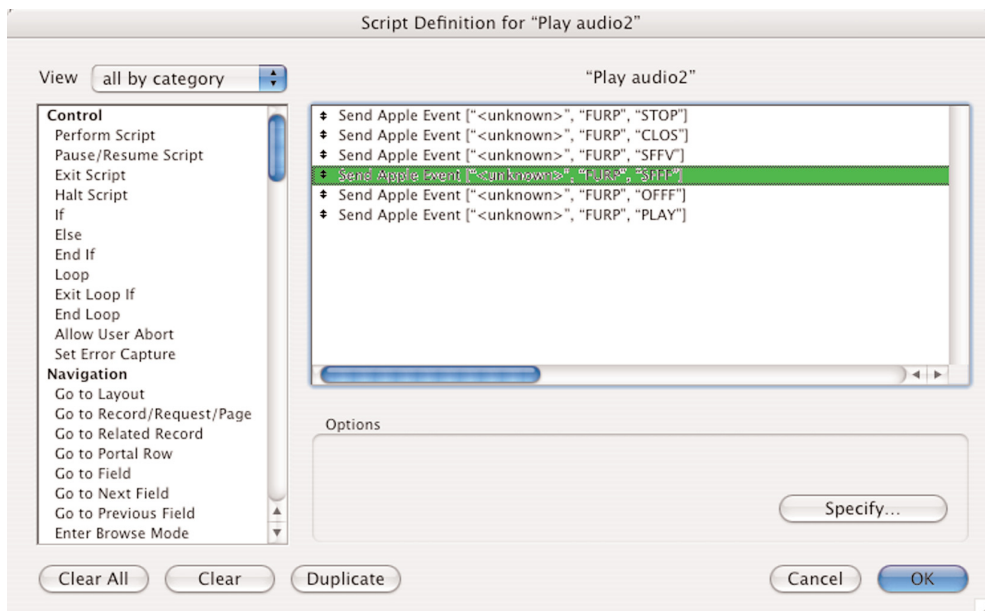 Script Definition for “Play audio2”
View
all by category
“Play audio2”
Control
Perform Script
Pause/Resume Script
Exit Script
Halt Script
If
Else
End If
Loop
Exit Loop If
End Loop
Allow User Abort
Set Error Capture
Navigation
Go to Layout
Go to Record/Request/Page
Go to Related Record
Go to Portal Row
Go to Field
Go to Next Field
Go to Previous Field
Enter Browse Mode
Send Apple Event [“<unknown>”, “FURP”, “STOP”]
Send Apple Event [“<unknown>”, “FURP”, “CLOS”]
Send Apple Event [“<unknown>”, “FURP”, “SFFV”]
Send Apple Event [“<unknown>”, “FURP”,
Send Apple Event [“<unknown>”, “FURP”, “OFFF”]
Send Apple Event [“<unknown>”, “FURP”, “PLAY”]
Options
Specify...
Clear All
Clear
Duplicate
Cancel
OK